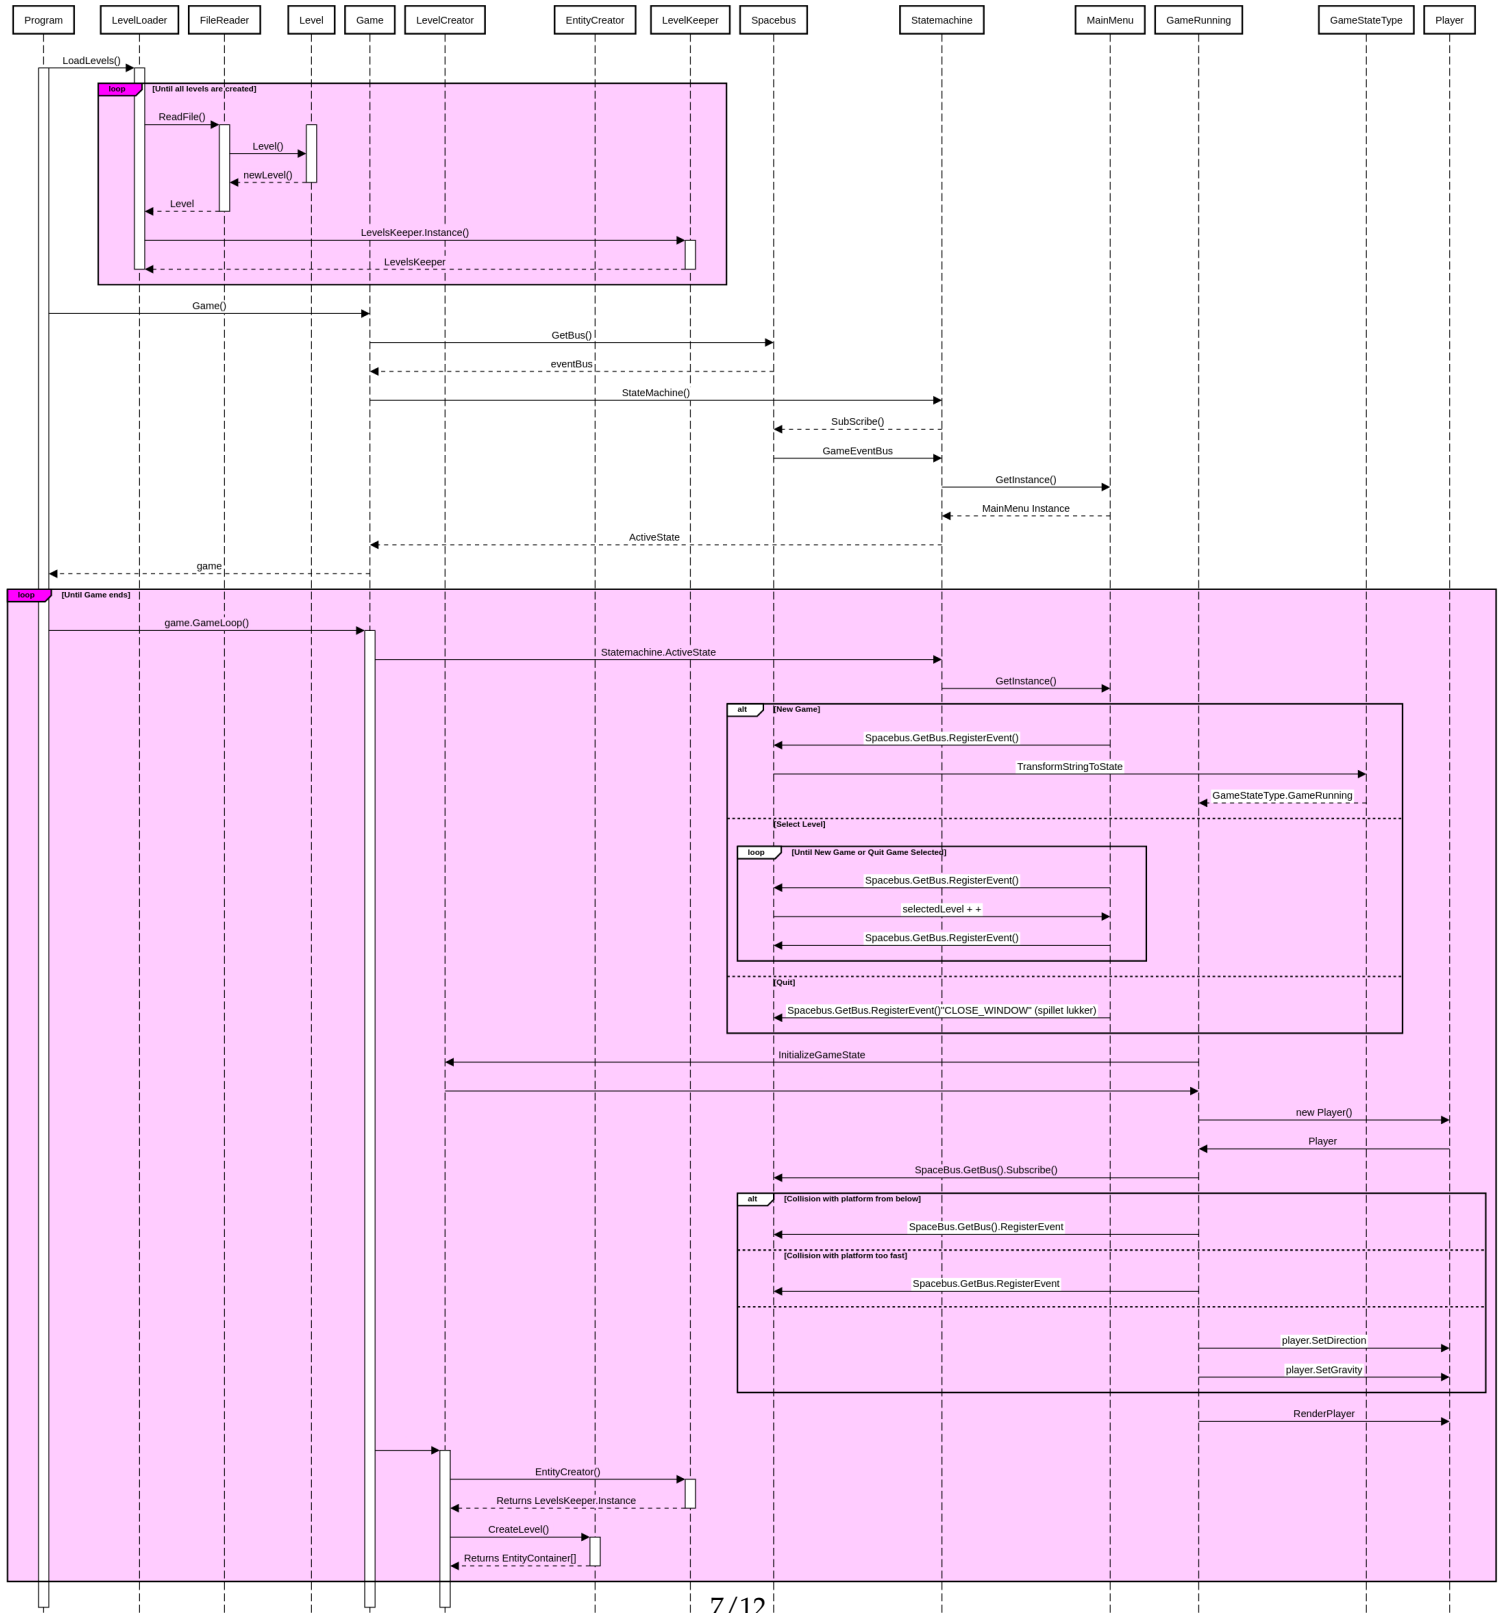 Program LevelLoader FileReader Level Game LevelCreator EntityCreator LevelKeeper Spacebus Statemachine MainMenu GameRunning GameStateType Player
LoadLevels()
loop [Until all levels are created]
ReadFile()
Level()
newLevel()
Level
LevelsKeeper.Instance()
LevelsKeeper
Game()
GetBus()
eventBus
StateMachine()
SubScribe()
GameEventBus
GetInstance()
MainMenu Instance
ActiveState
game
loop [Until Game ends]
game.GameLoop()
Statemachine.ActiveState
GetInstance()
alt [New Game]
Spacebus.GetBus.RegisterEvent()
TransformStringToState
GameStateType.GameRunning
[Select Level]
loop [Until New Game or Quit Game Selected]
Spacebus.GetBus.RegisterEvent()
selectedLevel + +
Spacebus.GetBus.RegisterEvent()
[Quit]
Spacebus.GetBus.RegisterEvent()"CLOSE_WINDOW" (spillet lukker)
InitializeGameState
new Player()
Player
SpaceBus.GetBus().Subscribe()
alt [Collision with platform from below]
SpaceBus.GetBus().RegisterEvent
[Collision with platform too fast]
Spacebus.GetBus.RegisterEvent
player.SetDirection
player.SetGravity
RenderPlayer
EntityCreator()
Returns LevelsKeeper.Instance
CreateLevel()
Returns EntityContainer[]
7/12